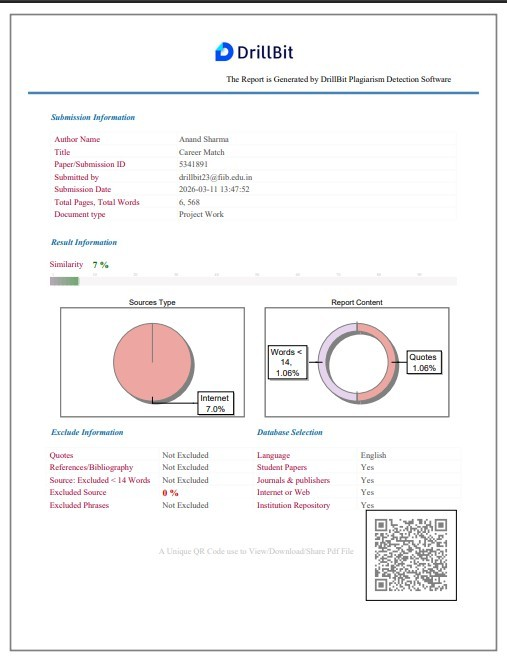 DrillBit
The Report is Generated by DrillBit Plagiarism Detection Software
Submission Information
Author Name Anand Sharma
Title Career Match
Paper/Submission ID 5341891
Submitted by drillbit23@fiib.edu.in
Submission Date 2026-03-11 13:47:52
Total Pages, Total Words 6, 568
Document type Project Work
Result Information
Similarity 7 %
Sources Type
Internet
7.0%
Report Content
Words <
14,
1.06%
Quotes
1.06%
Exclude Information
Quotes Not Excluded
References/Bibliography Not Excluded
Source: Excluded < 14 Words Not Excluded
Excluded Source 0 %
Excluded Phrases Not Excluded
Database Selection
Language English
Student Papers Yes
Journals & publishers Yes
Internet or Web Yes
Institution Repository Yes
A Unique QR Code use to View/Download/Share Pdf File